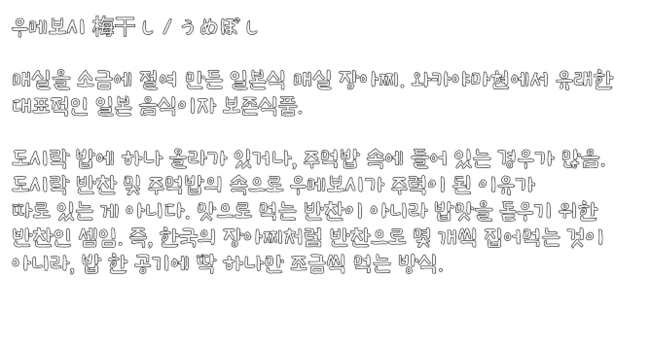 우메보시 梅干し / うめぼし
매실을 소금에 절여 만든 일본식 매실 장아찌. 와카야마현에서 유래한
대표적인 일본 음식이자 보존식품.
도시락 밥에 하나 올라가 있거나, 주먹밥 속에 들어 있는 경우가 많음.
도시락 반찬 및 주먹밥의 속으로 우메보시가 주력이 된 이유가
따로 있는 게 아니다. 맛으로 먹는 반찬이 아니라 밥맛을 돋우기 위한
반찬인 셈임. 즉, 한국의 장아찌처럼 반찬으로 몇 개씩 집어먹는 것이
아니라, 밥 한 공기에 딱 하나만 조금씩 먹는 방식.